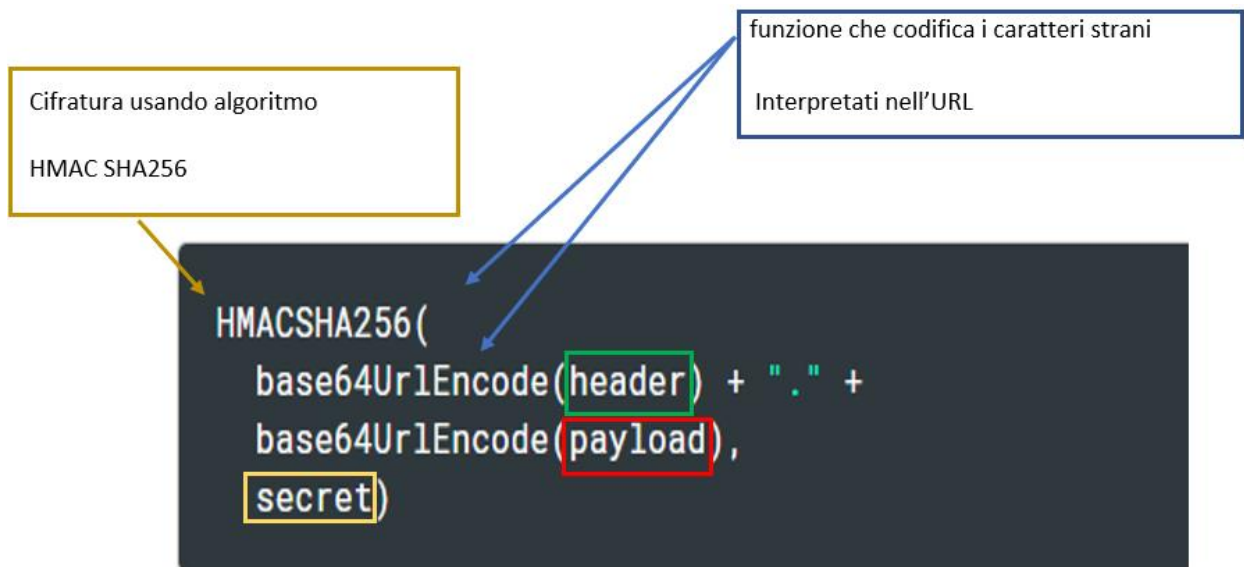 funzione che codifica i caratteri strani
Interpretati nell'URL
Cifratura usando algoritmo
HMAC SHA256
HMACSHA256(
base64UrlEncode(header) + "." +
base64UrlEncode(payload),
secret)